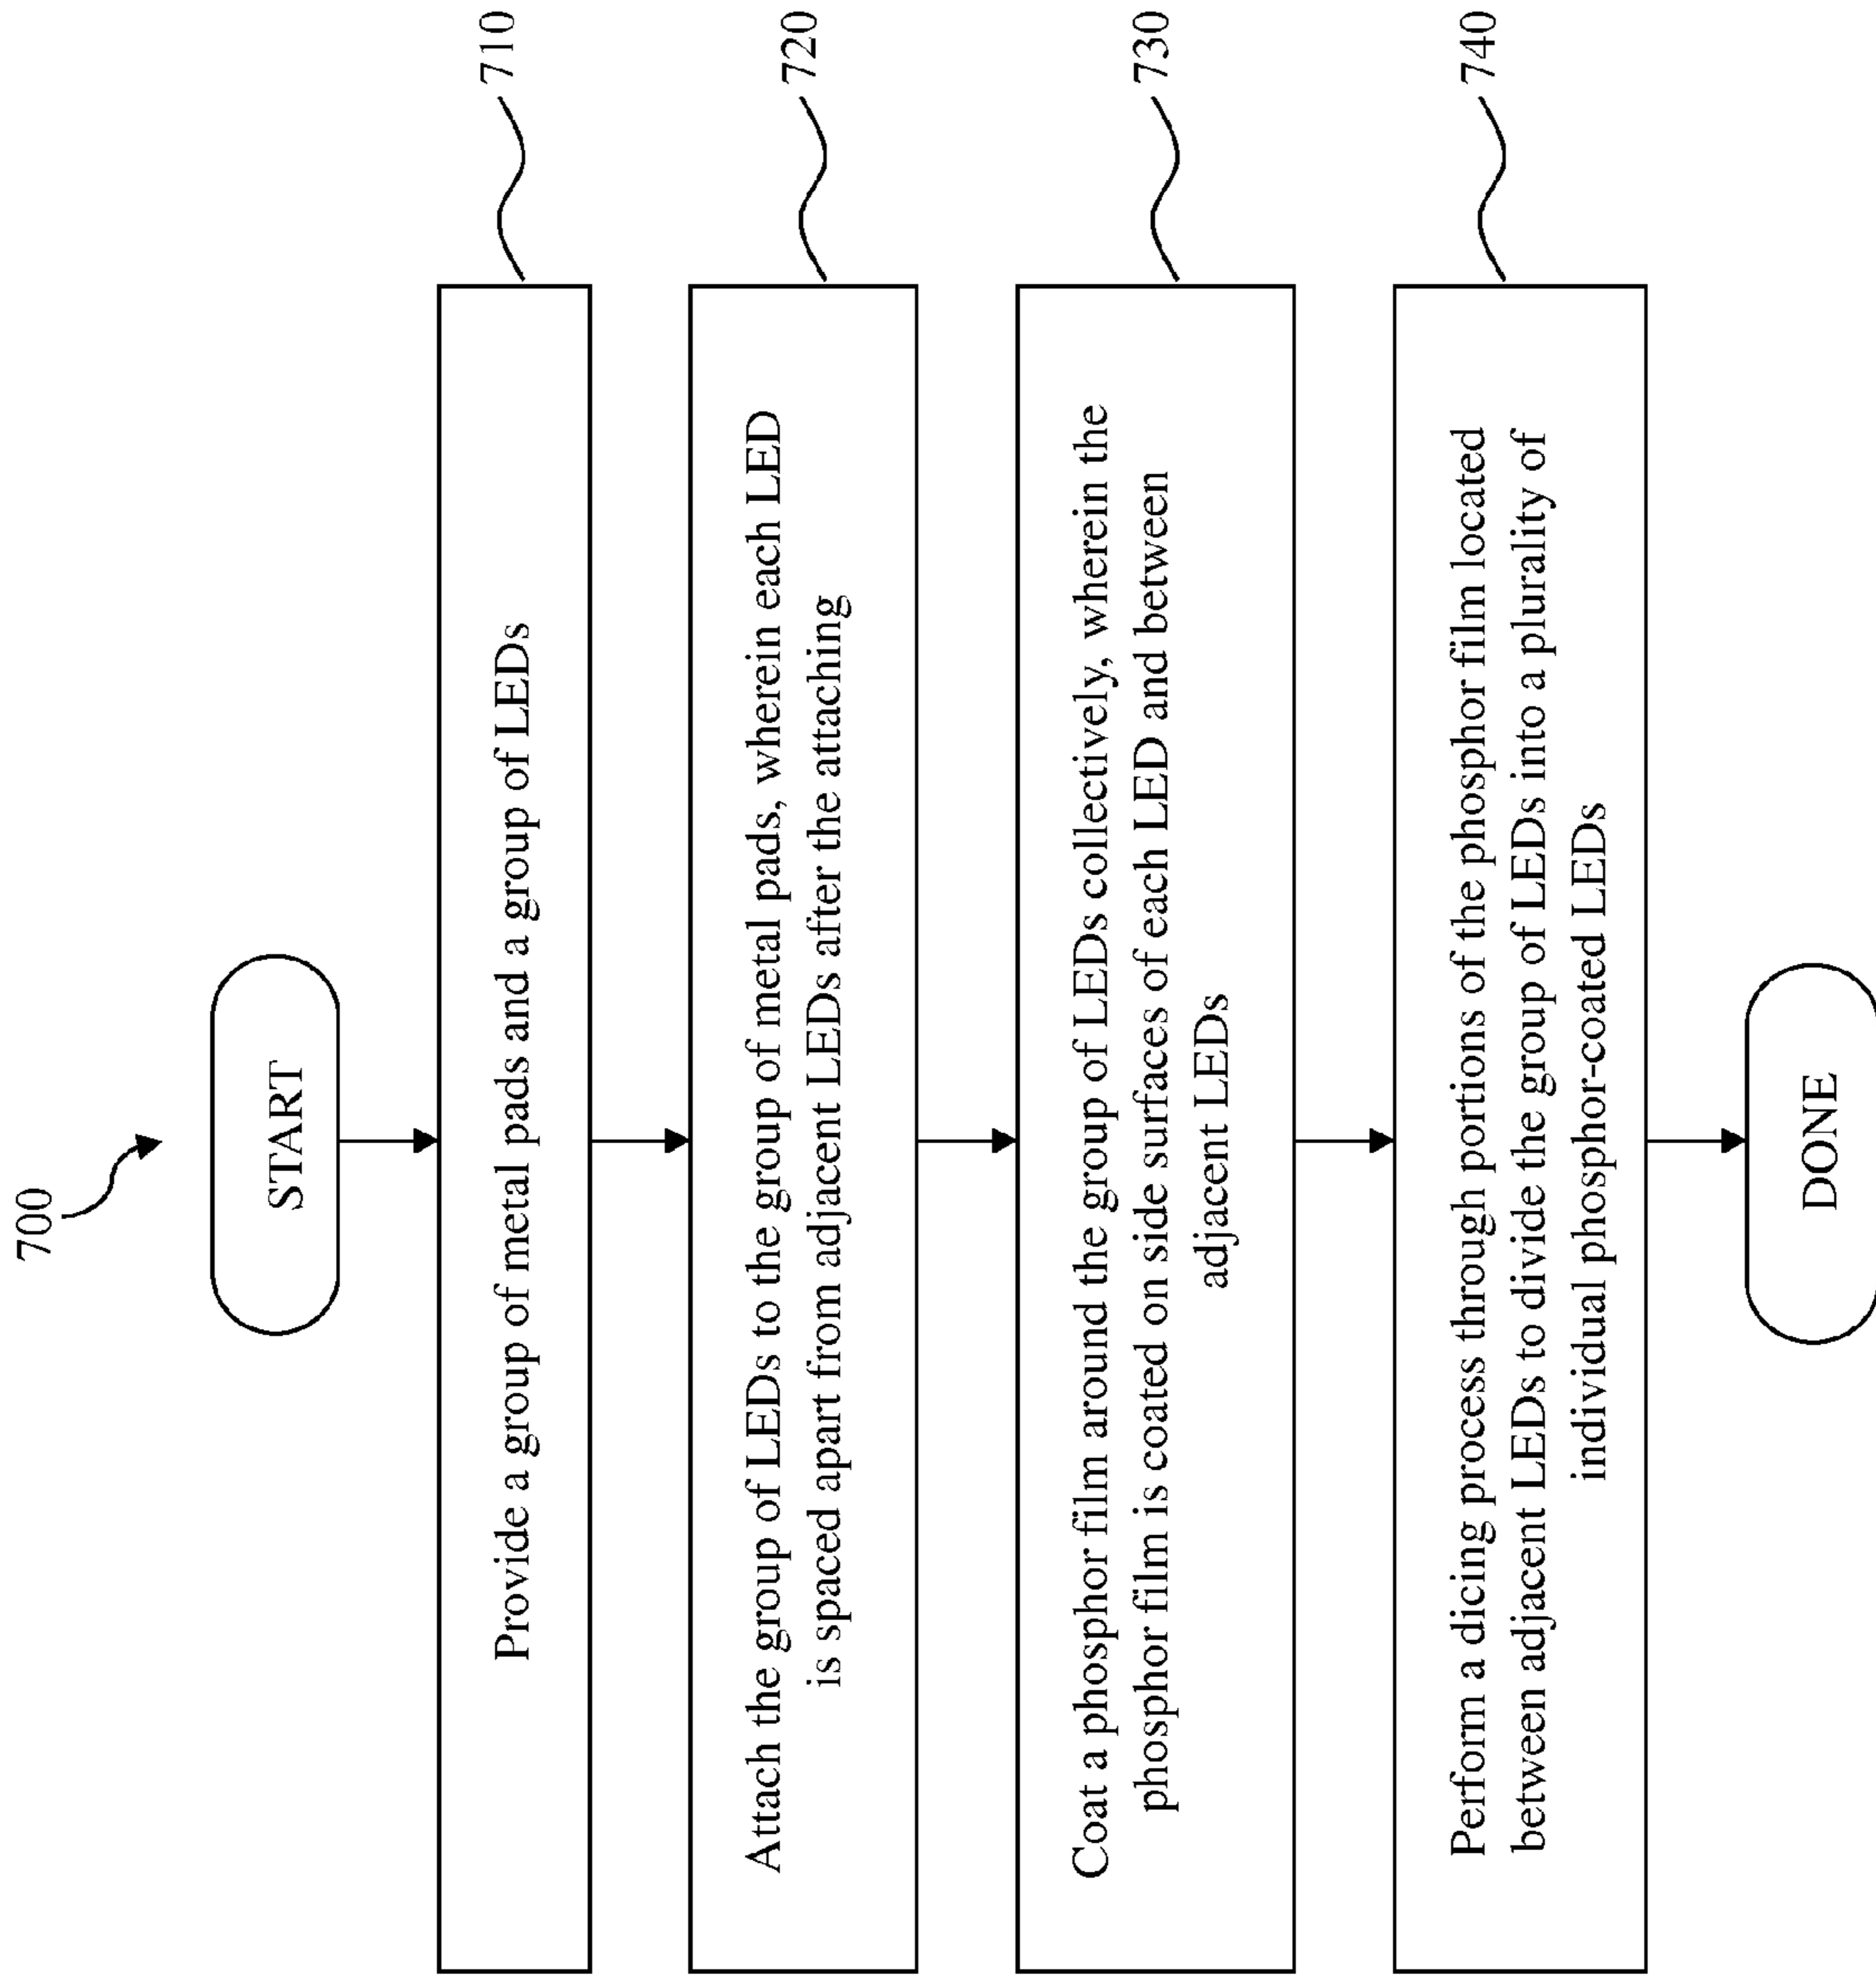 700
START
Provide a group of metal pads and a group of LEDs
710
Attach the group of LEDs to the group of metal pads, wherein each LED
is spaced apart from adjacent LEDs after the attaching
720
Coat a phosphor film around the group of LEDs collectively, wherein the
phosphor film is coated on side surfaces of each LED and between
adjacent LEDs
730
Perform a dicing process through portions of the phosphor film located
between adjacent LEDs to divide the group of LEDs into a plurality of
individual phosphor-coated LEDs
740
DONE